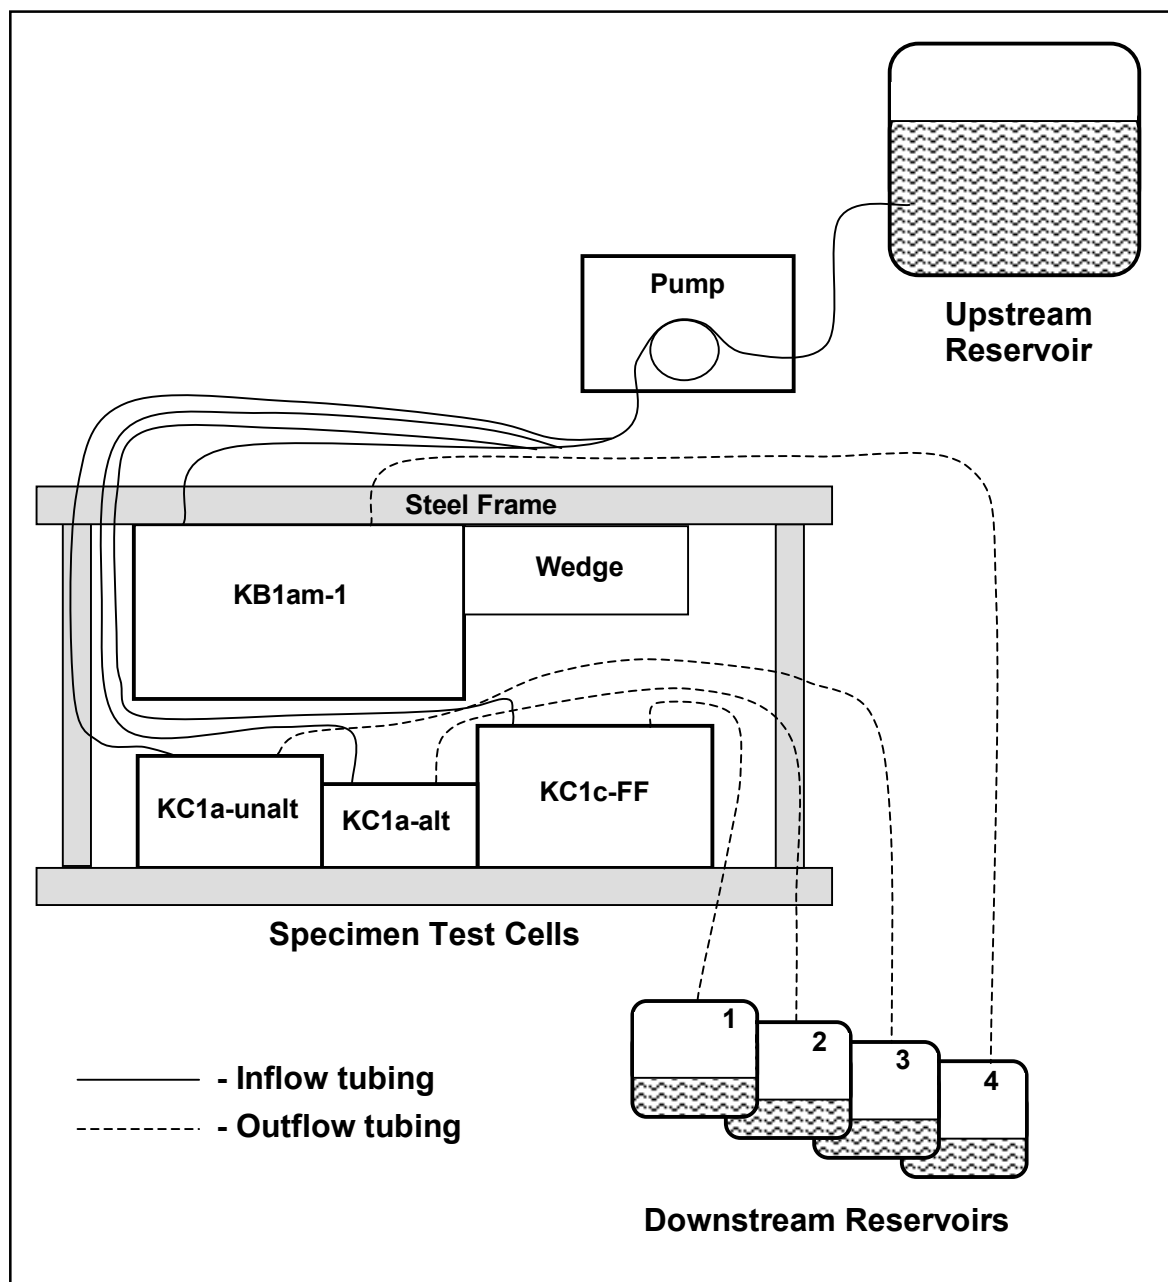 Pump
Upstream
Reservoir
Steel Frame
Wedge
KB1am-1
KC1a-unalt
KC1a-alt
KC1c-FF
Specimen Test Cells
1
2
3
4
- Inflow tubing
- Outflow tubing
Downstream Reservoirs